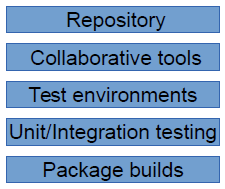 Repository
Collaborative tools
Test environments
Unit/Integration testing
Package builds